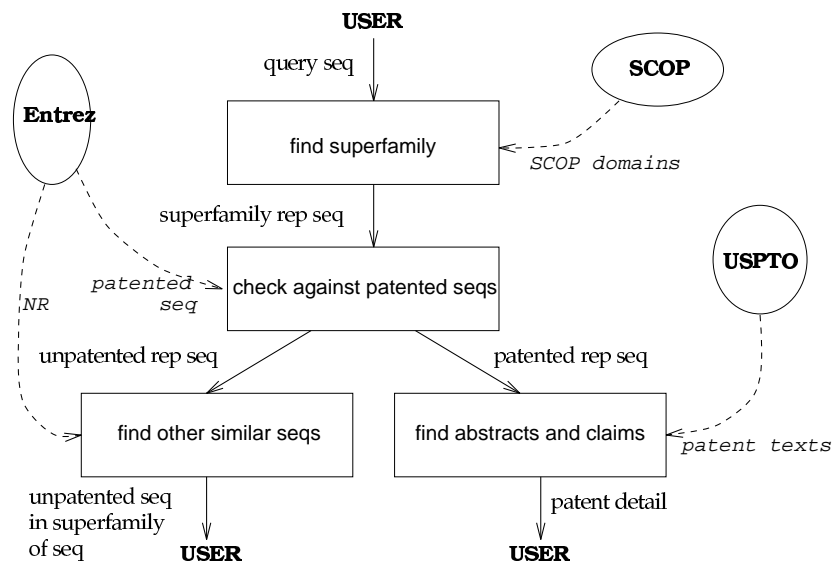 USER
query seq
SCOP
Entrez
find superfamily
SCOP domains
superfamily rep seq
USPTO
patented
seq
check against patented seqs
NR
unpatented rep seq
patented rep seq
find other similar seqs
find abstracts and claims
patent texts
unpatented seq
in superfamily
of seq
patent detail
USER
USER